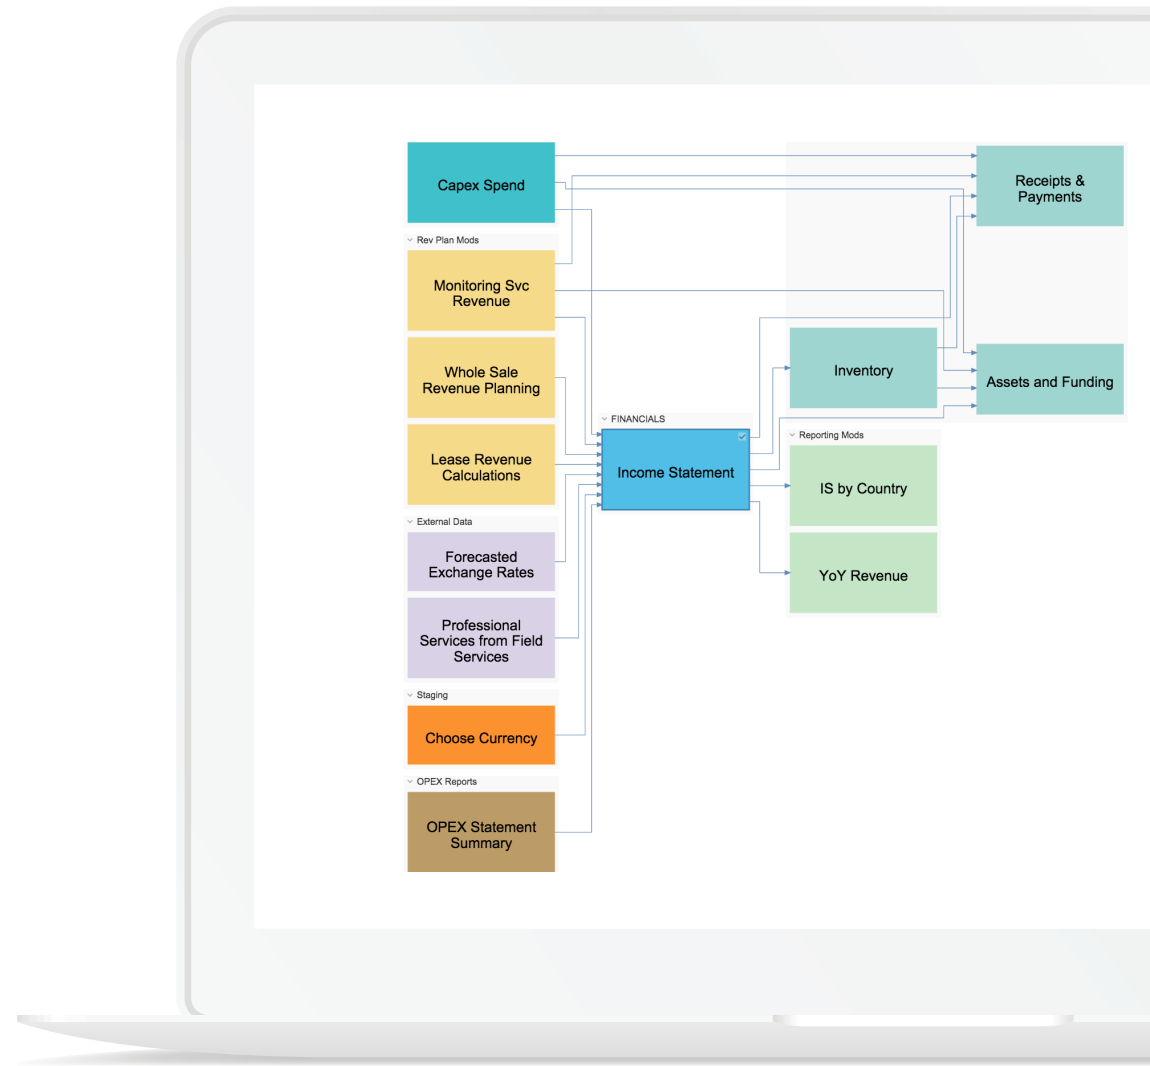 Capex Spend
Rev Plan Mods
Monitoring Svc
Revenue
Whole Sale
Revenue Planning
Lease Revenue
Calculations
External Data
Forecasted
Exchange Rates
Professional
Services from Field
Services
Staging
Choose Currency
OPEX Reports
OPEX Statement
Summary
FINANCIALS
Income Statement
Receipts &
Payments
Inventory
Assets and Funding
Reporting Mods
IS by Country
YoY Revenue